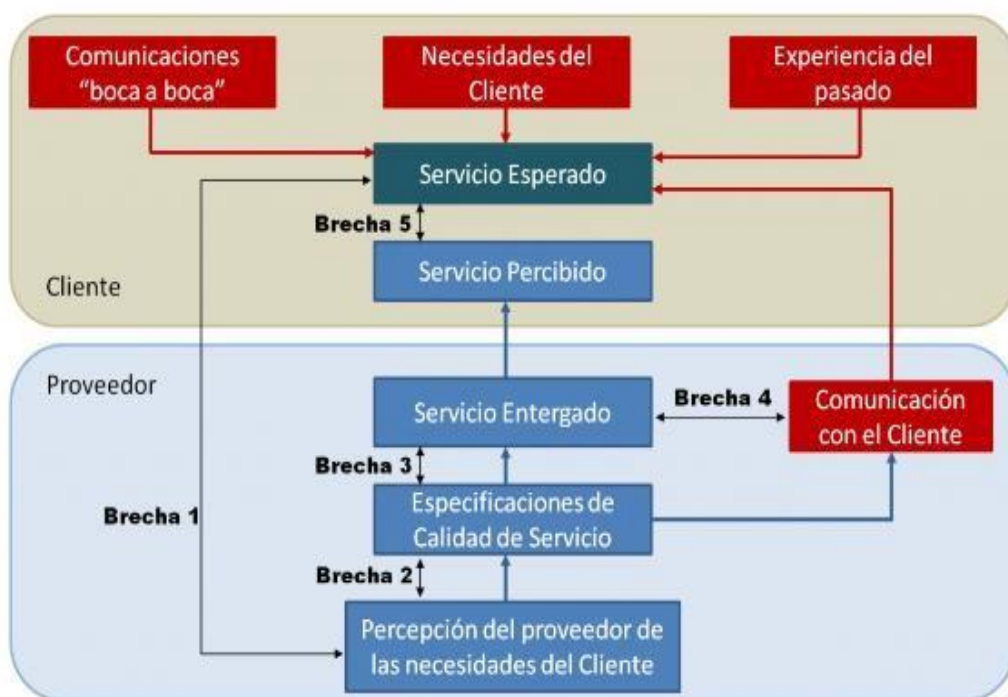 Comunicaciones
“boca a boca”
Necesidades del
Cliente
Experiencia del
pasado
Servicio Esperado
Brecha 5
Servicio Percibido
Cliente
Proveedor
Servicio Entergado
Brecha 4
Comunicación
con el Cliente
Brecha 3
Especificaciones de
Calidad de Servicio
Brecha 1
Brecha 2
Percepción del proveedor de
las necesidades del Cliente